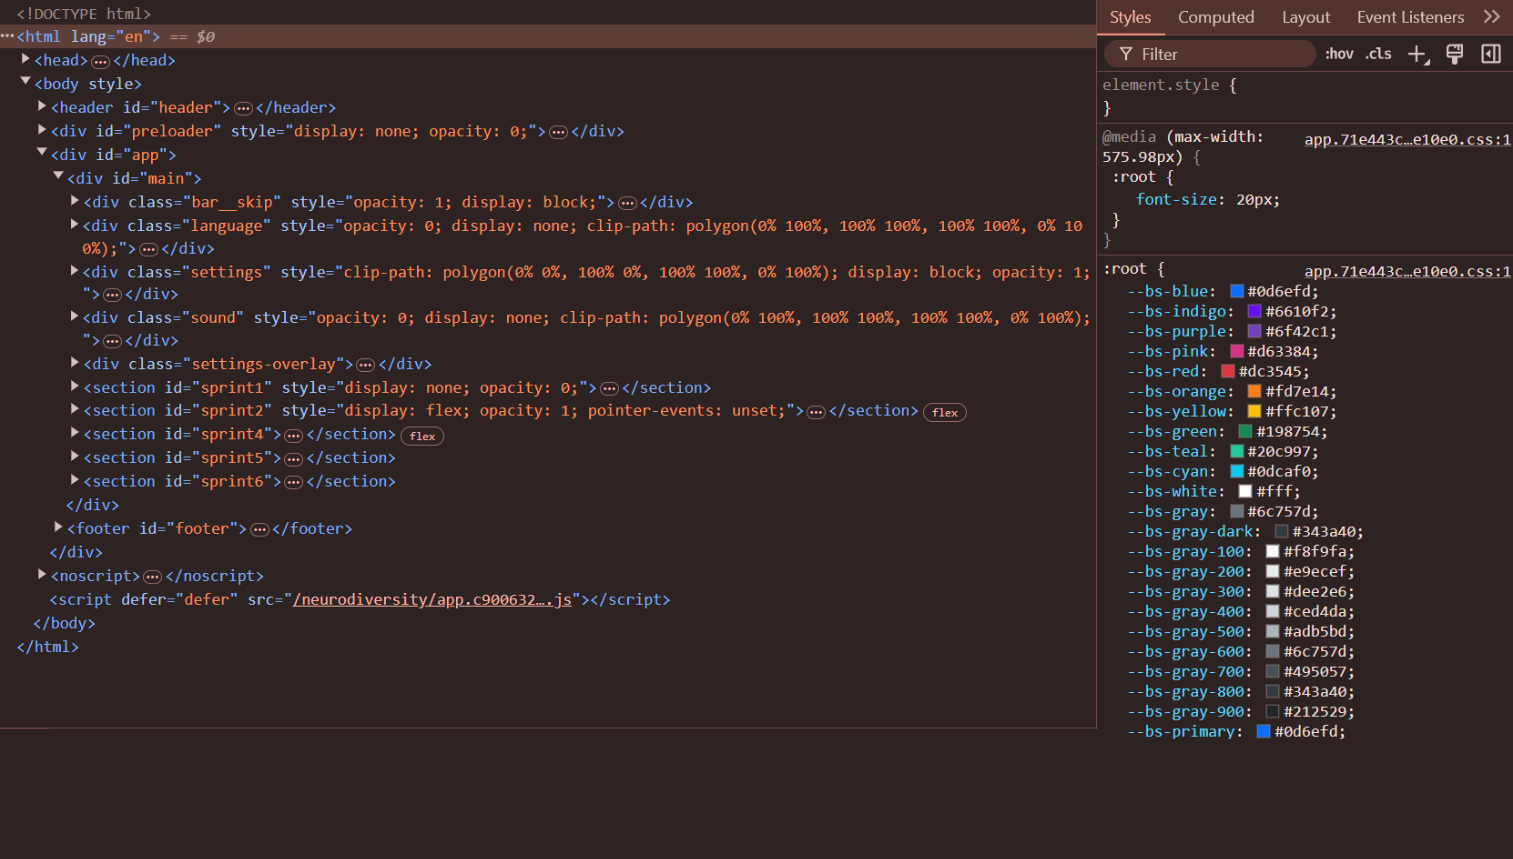 <!DOCTYPE html>
···<html lang="en"> == $0
<head>···</head>
<body style>
<header id="header">···</header>
<div id="preloader" style="display: none; opacity: 0;">···</div>
<div id="app">
<div id="main">
<div class="bar__skip" style="opacity: 1; display: block;">···</div>
<div class="language" style="opacity: 0; display: none; clip-path: polygon(0% 100%, 100% 100%, 100% 100%, 0% 10
0%);">···</div>
<div class="settings" style="clip-path: polygon(0% 0%, 100% 0%, 100% 100%, 0% 100%); display: block; opacity: 1;
">···</div>
<div class="sound" style="opacity: 0; display: none; clip-path: polygon(0% 100%, 100% 100%, 100% 100%, 0% 100%);
">···</div>
<div class="settings-overlay">···</div>
<section id="sprint1" style="display: none; opacity: 0;">···</section>
<section id="sprint2" style="display: flex; opacity: 1; pointer-events: unset;">···</section> flex
<section id="sprint4">···</section> flex
<section id="sprint5">···</section>
<section id="sprint6">···</section>
</div>
<footer id="footer">···</footer>
</div>
<noscript>···</noscript>
<script defer="defer" src="/neurodiversity/app.c900632….js"></script>
</body>
</html>
Styles Computed Layout Event Listeners
Filter :hov .cls
element.style {
}
@media (max-width: app.71e443c…e10e0.css:1
575.98px) {
:root {
font-size: 20px;
}
}
:root { app.71e443c…e10e0.css:1
--bs-blue: #0d6efd;
--bs-indigo: #6610f2;
--bs-purple: #6f42c1;
--bs-pink: #d63384;
--bs-red: #dc3545;
--bs-orange: #fd7e14;
--bs-yellow: #ffc107;
--bs-green: #198754;
--bs-teal: #20c997;
--bs-cyan: #0dcaf0;
--bs-white: #fff;
--bs-gray: #6c757d;
--bs-gray-dark: #343a40;
--bs-gray-100: #f8f9fa;
--bs-gray-200: #e9ecef;
--bs-gray-300: #dee2e6;
--bs-gray-400: #ced4da;
--bs-gray-500: #adb5bd;
--bs-gray-600: #6c757d;
--bs-gray-700: #495057;
--bs-gray-800: #343a40;
--bs-gray-900: #212529;
--bs-primary: #0d6efd;